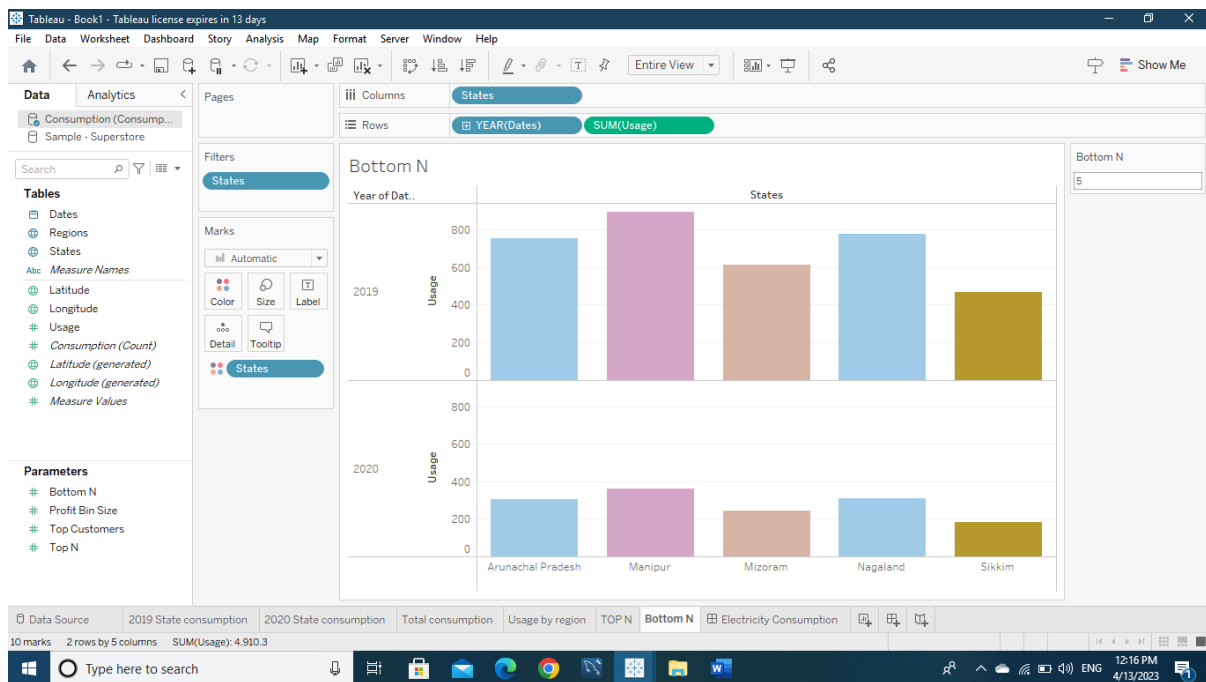 Tableau - Book1 - Tableau license expires in 13 days
File Data Worksheet Dashboard Story Analysis Map Format Server Window Help
Entire View
Show Me
Data Analytics
Consumption (Consump...
Sample - Superstore
Search
Tables
Dates
Regions
States
Abc Measure Names
Latitude
Longitude
# Usage
# Consumption (Count)
Latitude (generated)
Longitude (generated)
# Measure Values
Parameters
# Bottom N
# Profit Bin Size
# Top Customers
# Top N
Pages
Filters
States
Marks
Automatic
Color Size Label
Detail Tooltip
States
Columns States
Rows YEAR(Dates) SUM(Usage)
Bottom N
Year of Dat.. States
2019
Usage
800
600
400
200
0
2020
Usage
800
600
400
200
0
Arunachal Pradesh Manipur Mizoram Nagaland Sikkim
Bottom N
5
Data Source 2019 State consumption 2020 State consumption Total consumption Usage by region TOP N Bottom N Electricity Consumption
10 marks 2 rows by 5 columns SUM(Usage): 4,910.3
Type here to search
ENG
12:16 PM
4/13/2023
1